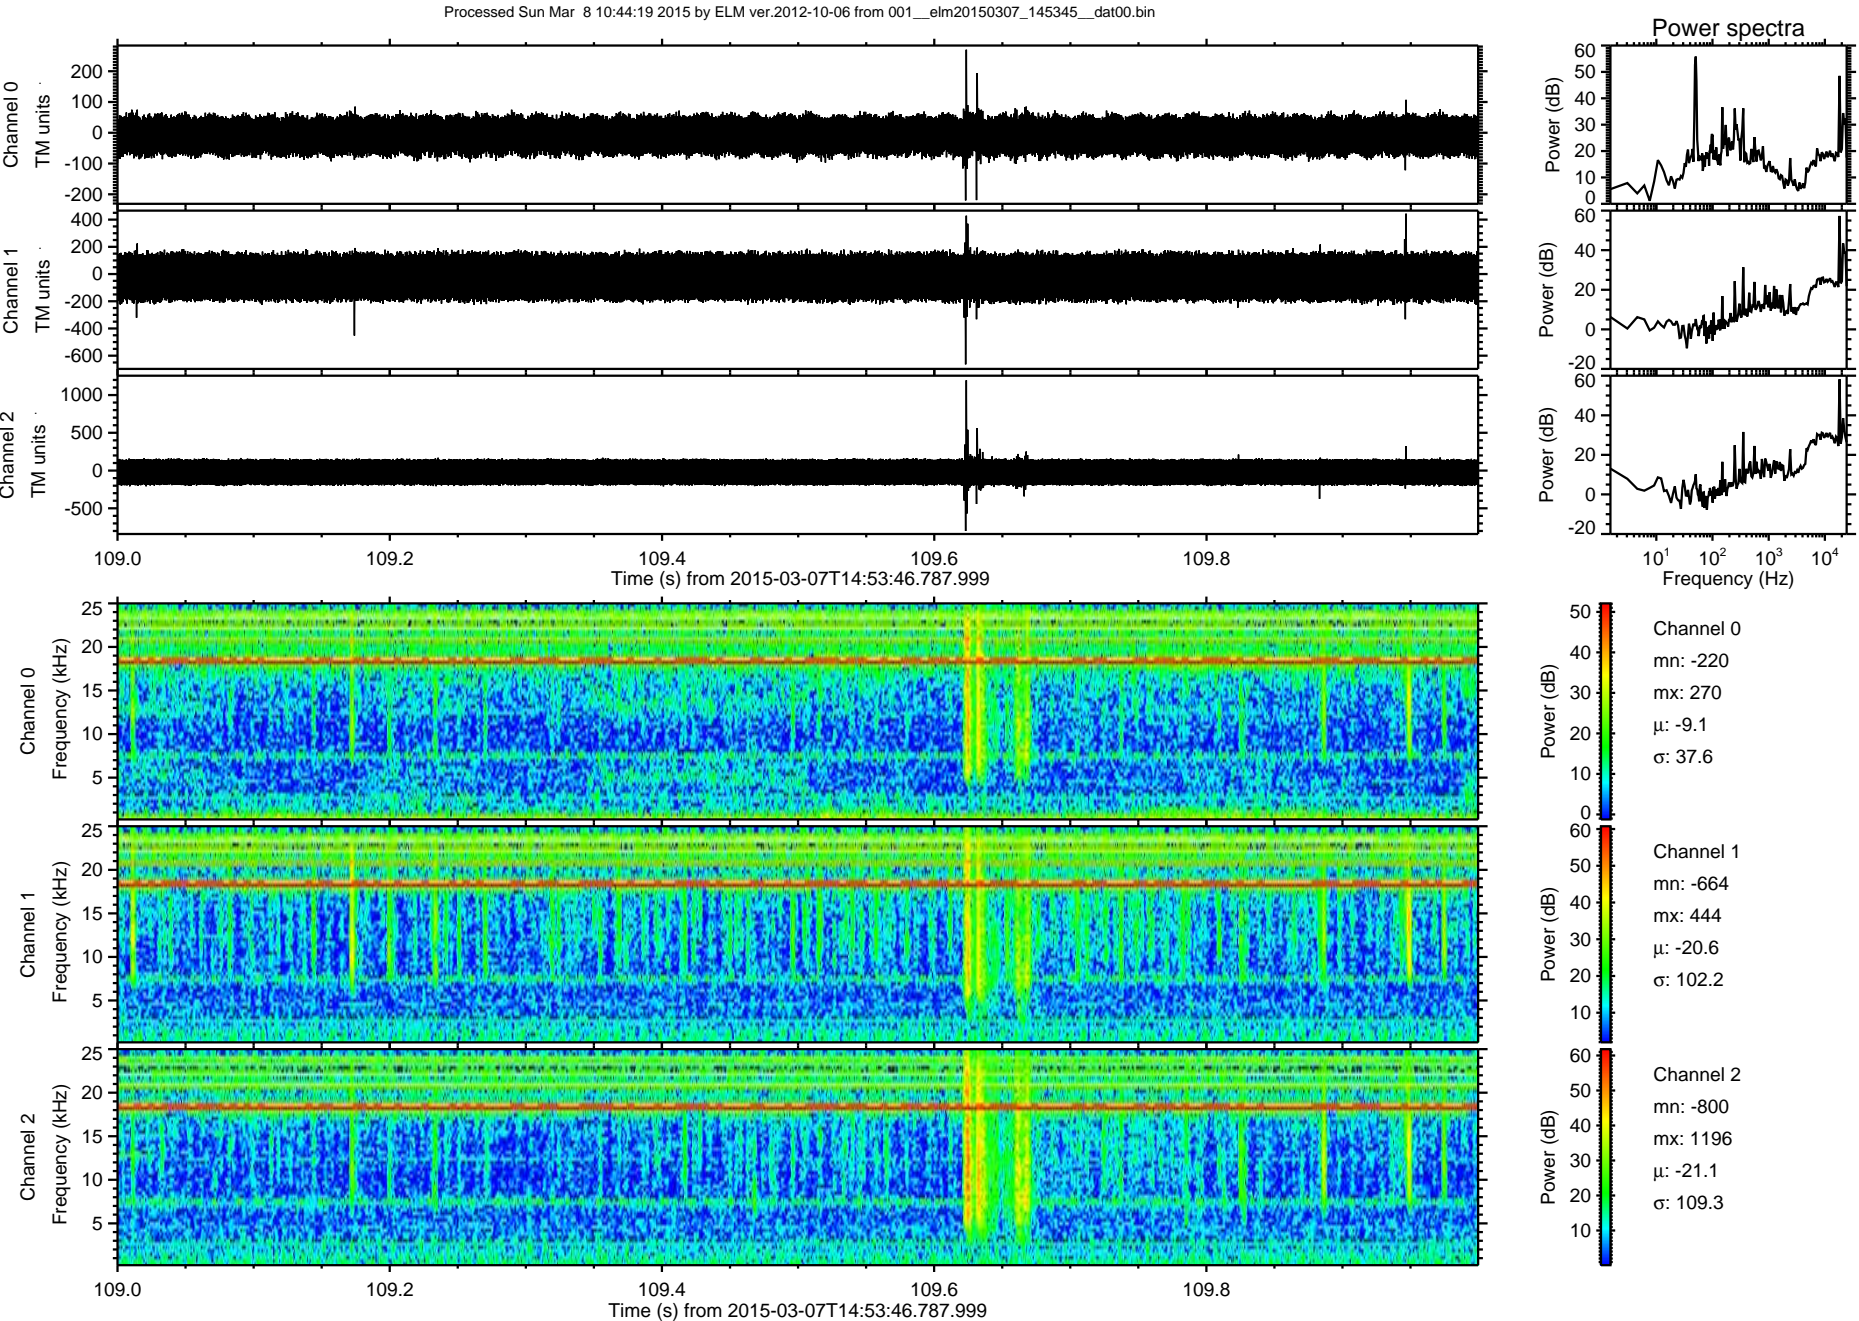 Processed Sun Mar 8 10:44:19 2015 by ELM ver.2012-10-06 from 001__elm20150307_145345__dat00.bin
Power spectra
Channel 0
TM units
200
100
0
-100
-200
Power (dB)
60
50
40
30
20
10
0
Channel 1
TM units
400
200
0
-200
-400
-600
Power (dB)
60
40
20
0
-20
Channel 2
TM units
1000
500
0
-500
Power (dB)
60
40
20
0
-20
109.0
109.2
109.4
109.6
109.8
Time (s) from 2015-03-07T14:53:46.787.999
10¹ 10² 10³ 10⁴
Frequency (Hz)
Channel 0
Frequency (kHz)
25
20
15
10
5
Power (dB)
50
40
30
20
10
0
Channel 0
mn: -220
mx: 270
μ: -9.1
σ: 37.6
Channel 1
Frequency (kHz)
25
20
15
10
5
Power (dB)
60
50
40
30
20
10
Channel 1
mn: -664
mx: 444
μ: -20.6
σ: 102.2
Channel 2
Frequency (kHz)
25
20
15
10
5
Power (dB)
60
50
40
30
20
10
Channel 2
mn: -800
mx: 1196
μ: -21.1
σ: 109.3
109.0
109.2
109.4
109.6
109.8
Time (s) from 2015-03-07T14:53:46.787.999